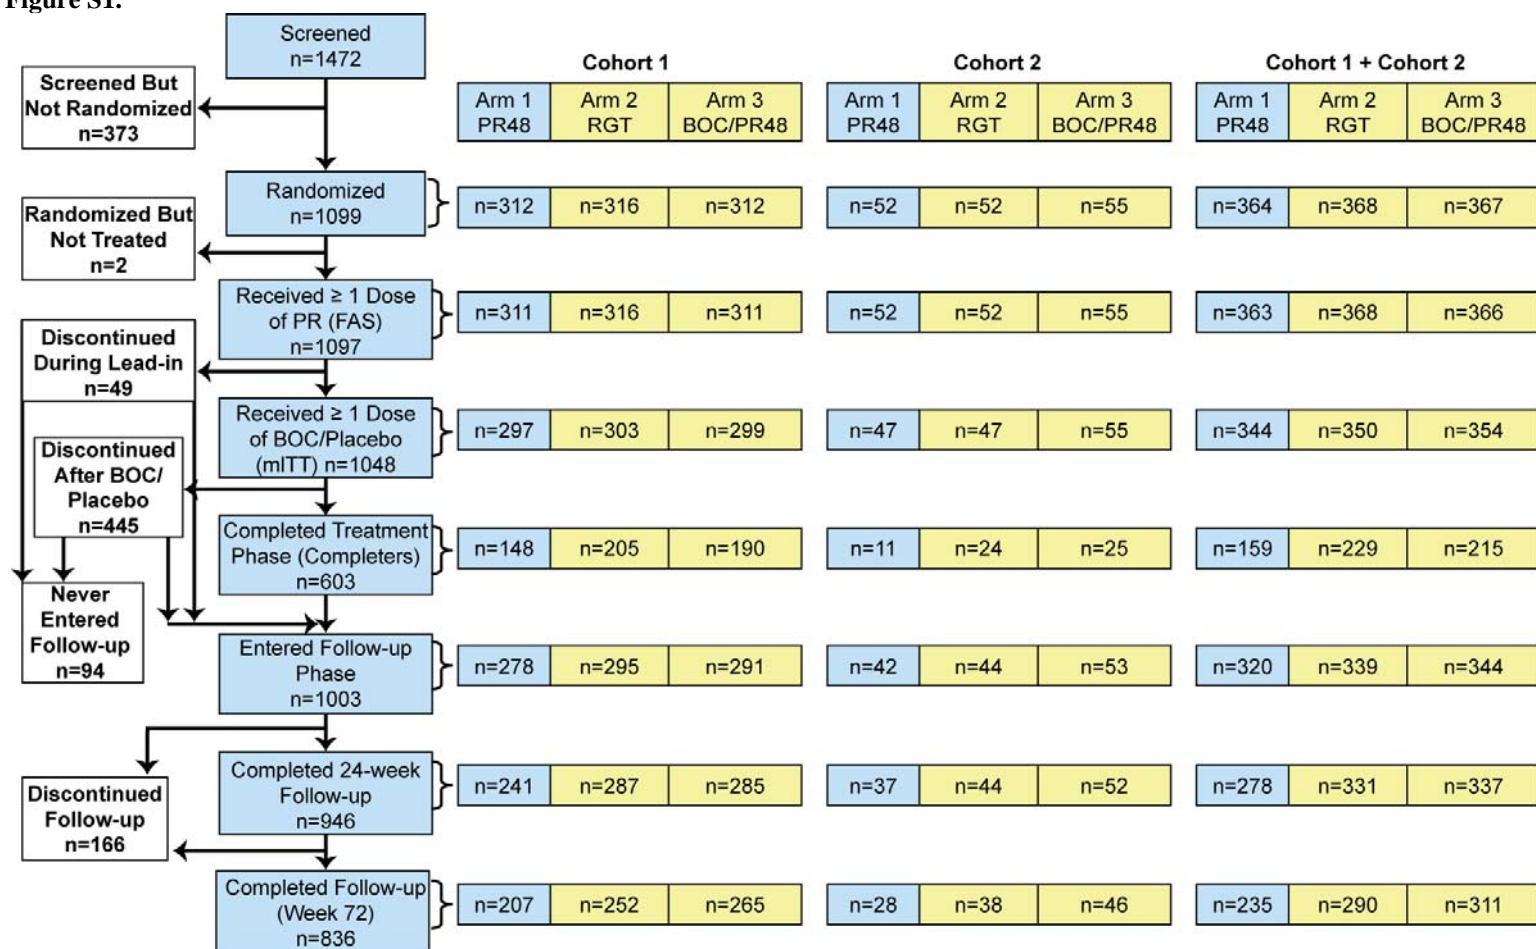 Figure S1.
Screened
n=1472
Cohort 1
Cohort 2
Cohort 1 + Cohort 2
Screened But
Not Randomized
n=373
Arm 1
PR48
Arm 2
RGT
Arm 3
BOC/PR48
Arm 1
PR48
Arm 2
RGT
Arm 3
BOC/PR48
Arm 1
PR48
Arm 2
RGT
Arm 3
BOC/PR48
Randomized
n=1099
n=312 n=316 n=312 n=52 n=52 n=55 n=364 n=368 n=367
Randomized But
Not Treated
n=2
Received ≥ 1 Dose
of PR (FAS)
n=1097
n=311 n=316 n=311 n=52 n=52 n=55 n=363 n=368 n=366
Discontinued
During Lead-in
n=49
Received ≥ 1 Dose
of BOC/Placebo
(mITT) n=1048
n=297 n=303 n=299 n=47 n=47 n=55 n=344 n=350 n=354
Discontinued
After BOC/
Placebo
n=445
Completed Treatment
Phase (Completers)
n=603
n=148 n=205 n=190 n=11 n=24 n=25 n=159 n=229 n=215
Never
Entered
Follow-up
n=94
Entered Follow-up
Phase
n=1003
n=278 n=295 n=291 n=42 n=44 n=53 n=320 n=339 n=344
Completed 24-week
Follow-up
n=946
n=241 n=287 n=285 n=37 n=44 n=52 n=278 n=331 n=337
Discontinued
Follow-up
n=166
Completed Follow-up
(Week 72)
n=836
n=207 n=252 n=265 n=28 n=38 n=46 n=235 n=290 n=311